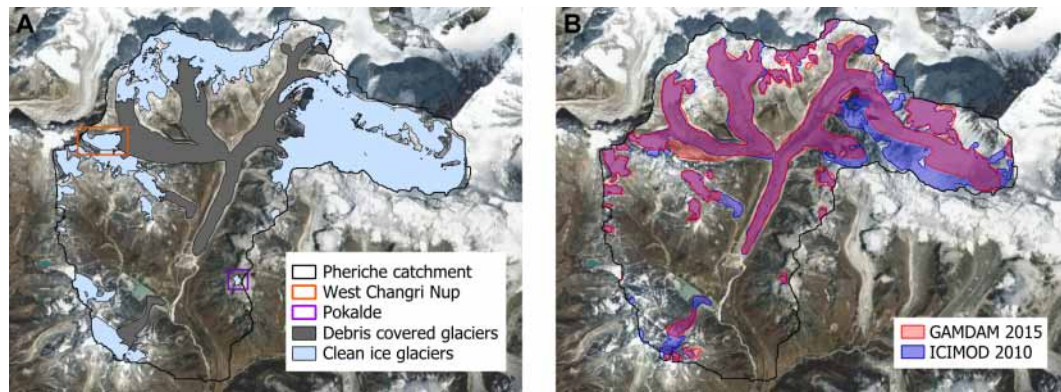 A
Pheriche catchment
West Changri Nup
Pokalde
Debris covered glaciers
Clean ice glaciers
B
GAMDAM 2015
ICIMOD 2010